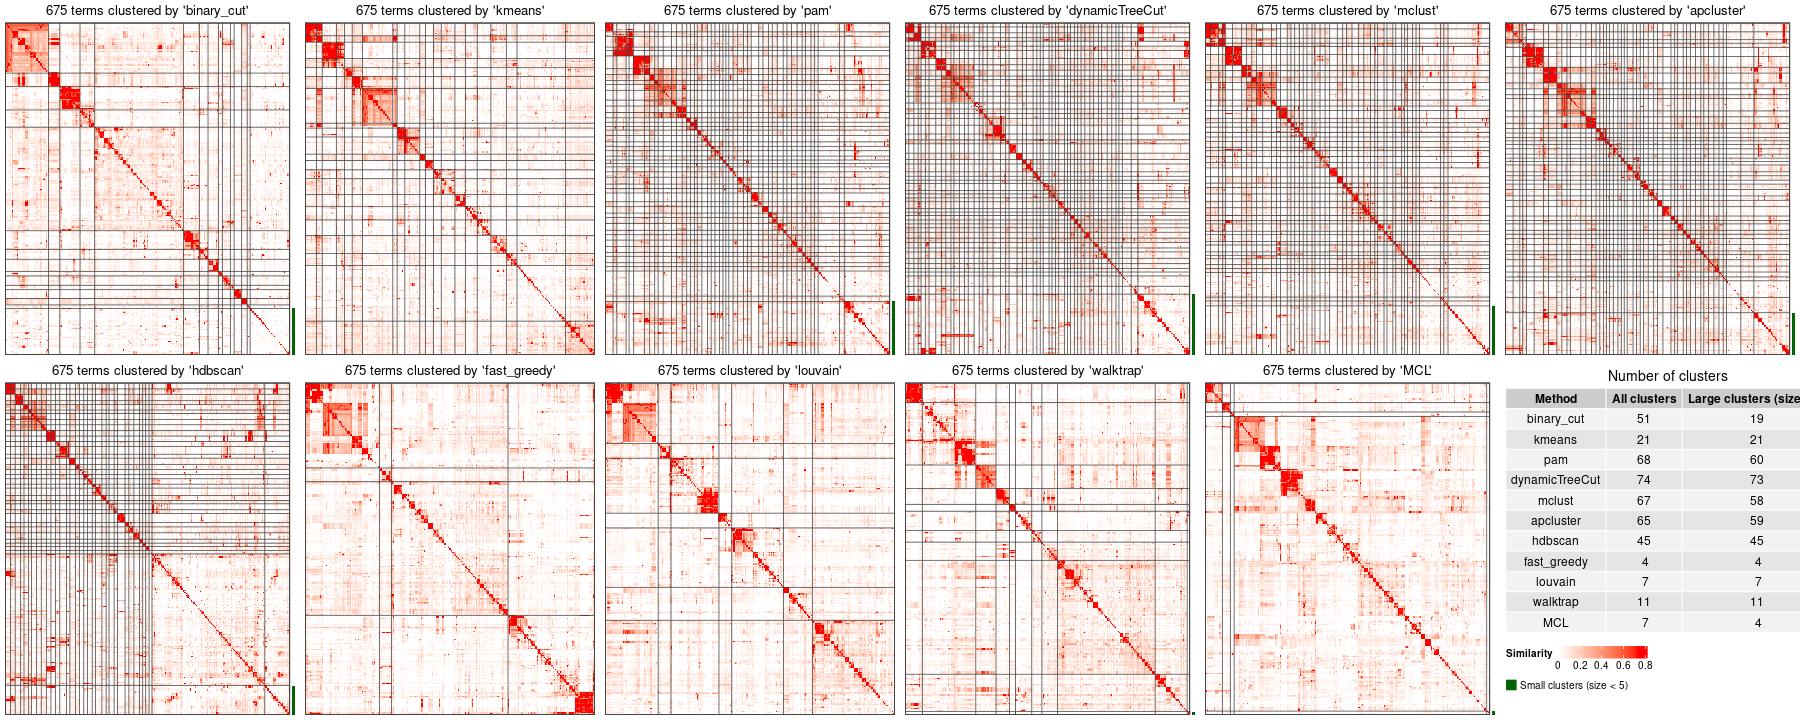 675 terms clustered by 'binary_cut'
675 terms clustered by 'kmeans'
675 terms clustered by 'pam'
675 terms clustered by 'dynamicTreeCut'
675 terms clustered by 'mclust'
675 terms clustered by 'apcluster'
675 terms clustered by 'hdbscan'
675 terms clustered by 'fast_greedy'
675 terms clustered by 'louvain'
675 terms clustered by 'walktrap'
675 terms clustered by 'MCL'
Number of clusters
Method All clusters Large clusters (size
binary_cut 51 19
kmeans 21 21
pam 68 60
dynamicTreeCut 74 73
mclust 67 58
apcluster 65 59
hdbscan 45 45
fast_greedy 4 4
louvain 7 7
walktrap 11 11
MCL 7 4
Similarity
0 0.2 0.4 0.6 0.8
Small clusters (size < 5)